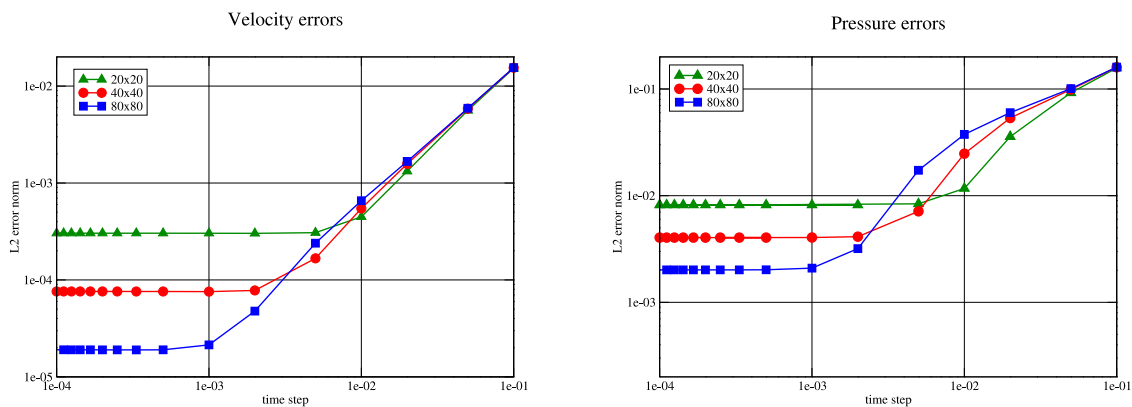 Velocity errors
20x20
40x40
80x80
1e-02
1e-03
1e-04
1e-05
L2 error norm
1e-04 1e-03 1e-02 1e-01
time step
Pressure errors
20x20
40x40
80x80
1e-01
1e-02
1e-03
L2 error norm
1e-04 1e-03 1e-02 1e-01
time step